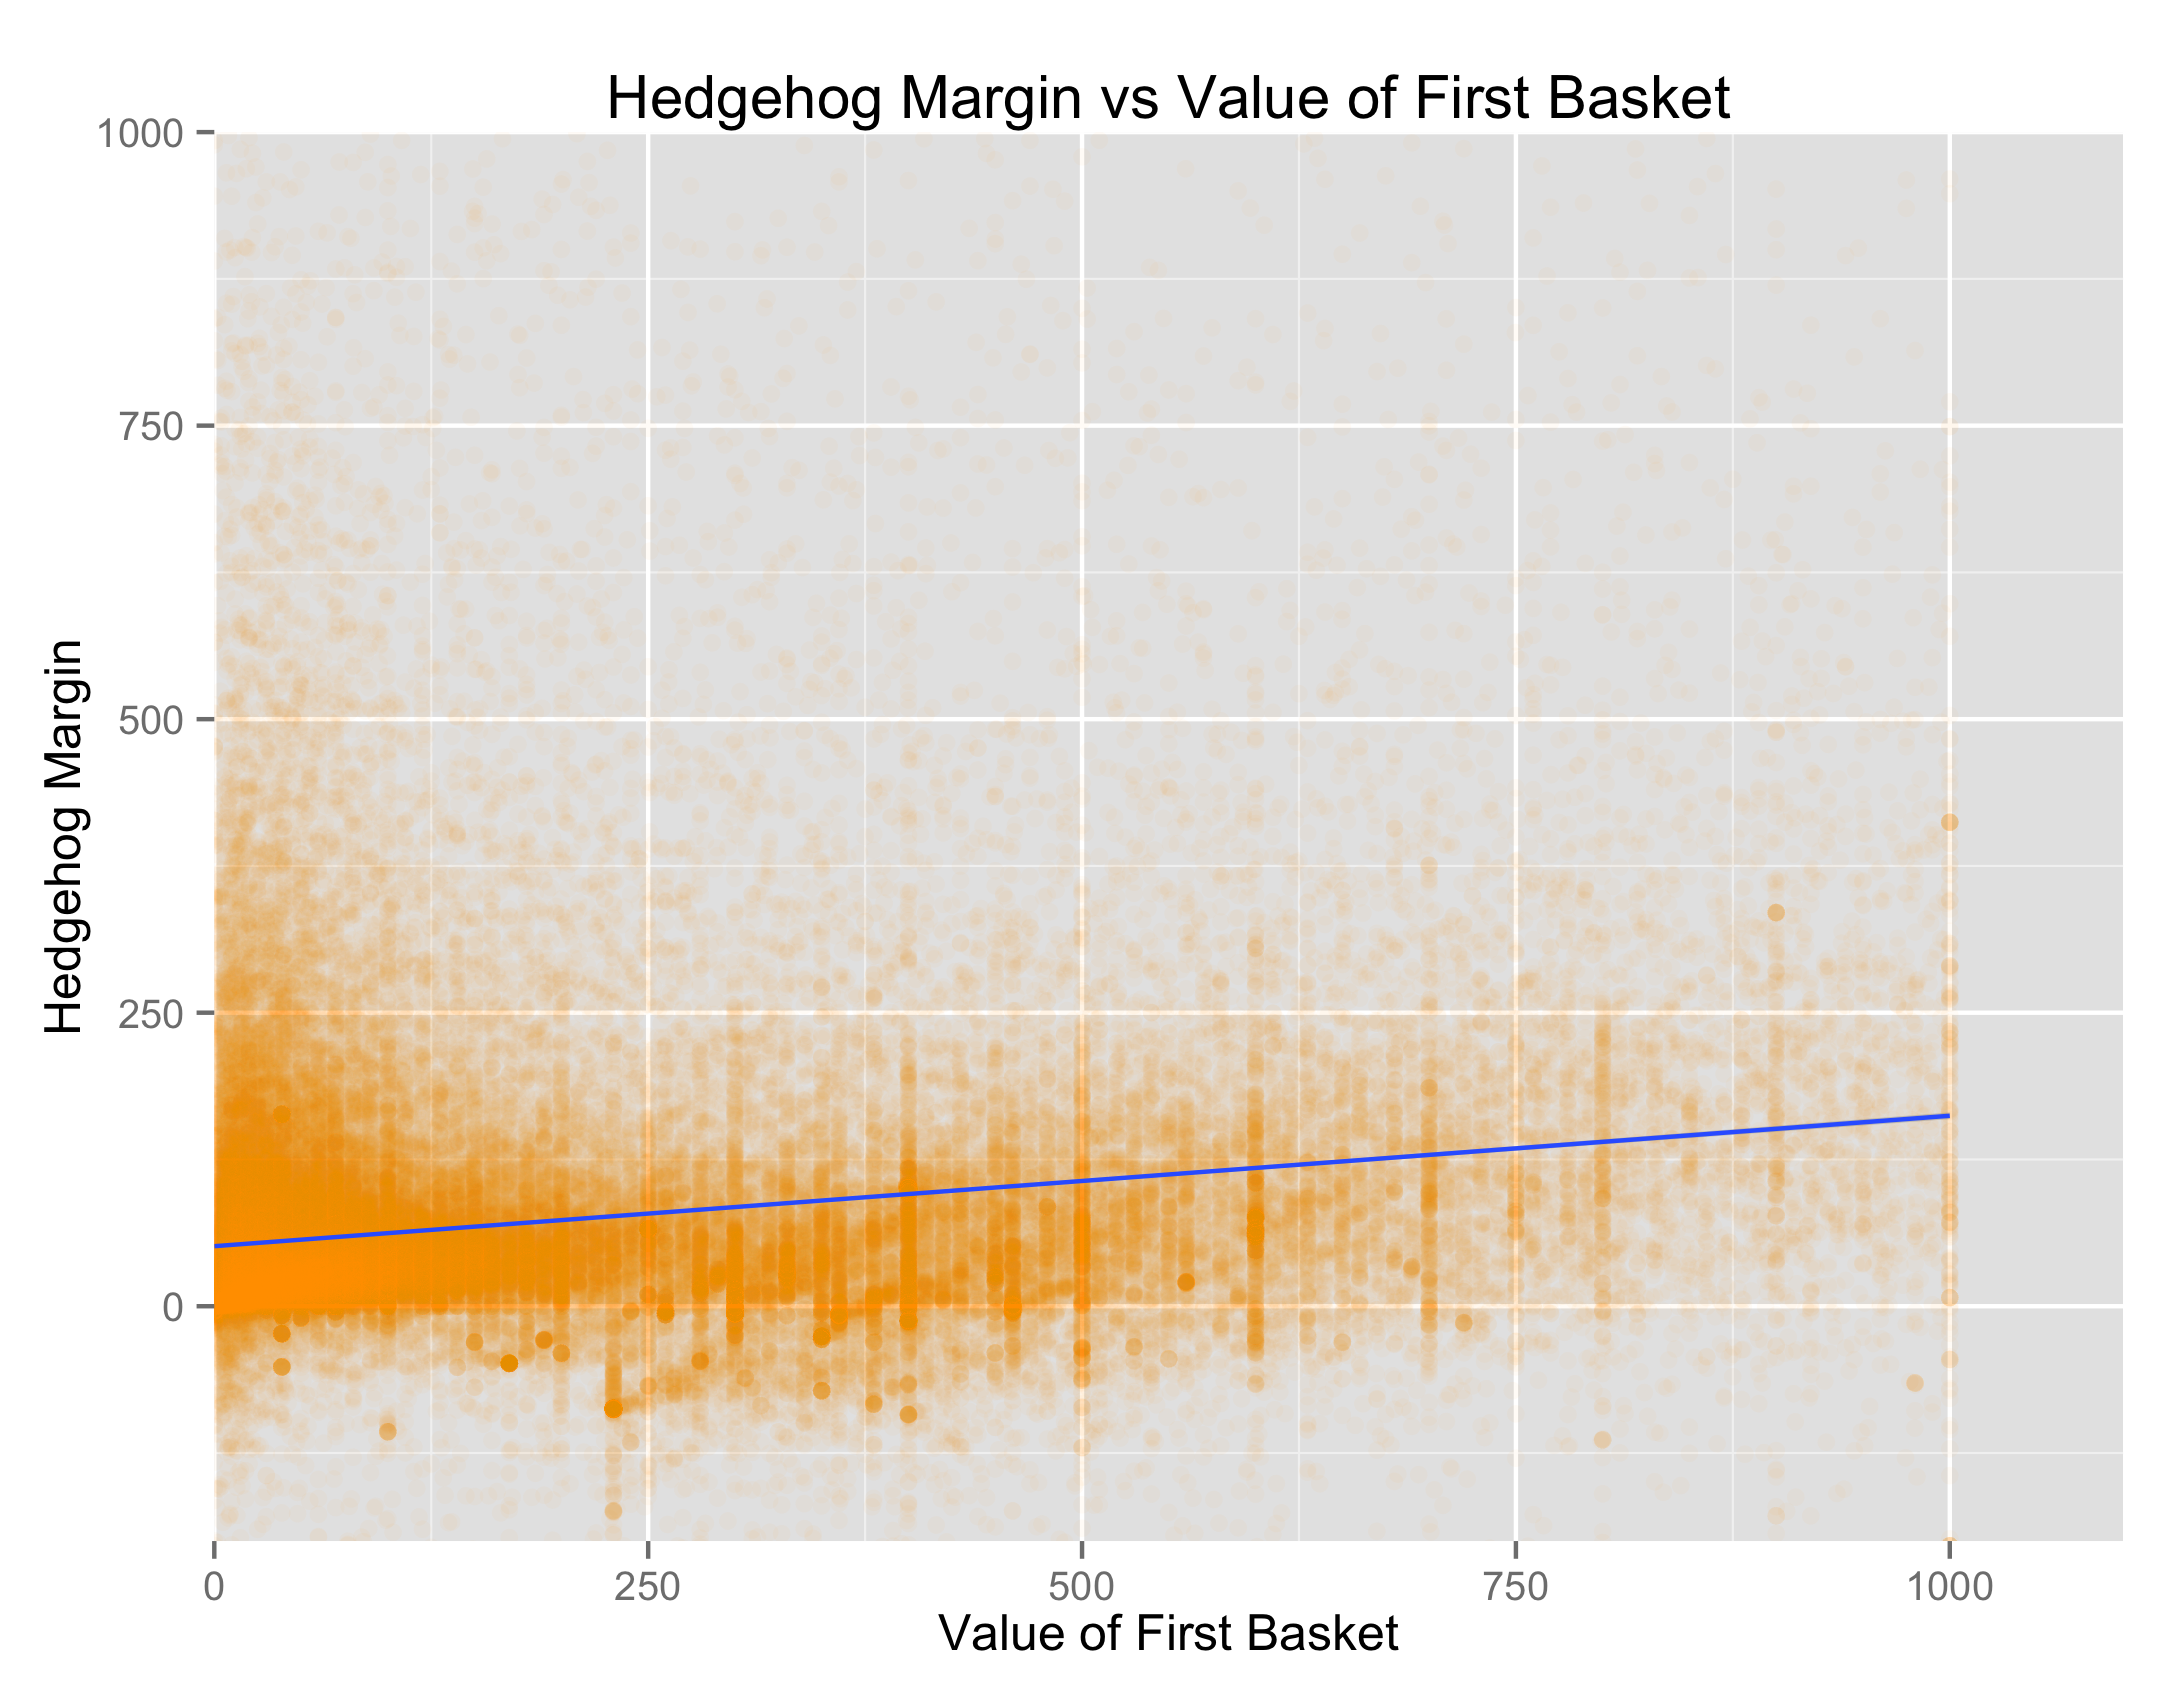 Hedgehog Margin vs Value of First Basket
1000
750
500
250
0
Hedgehog Margin
0 250 500 750 1000
Value of First Basket